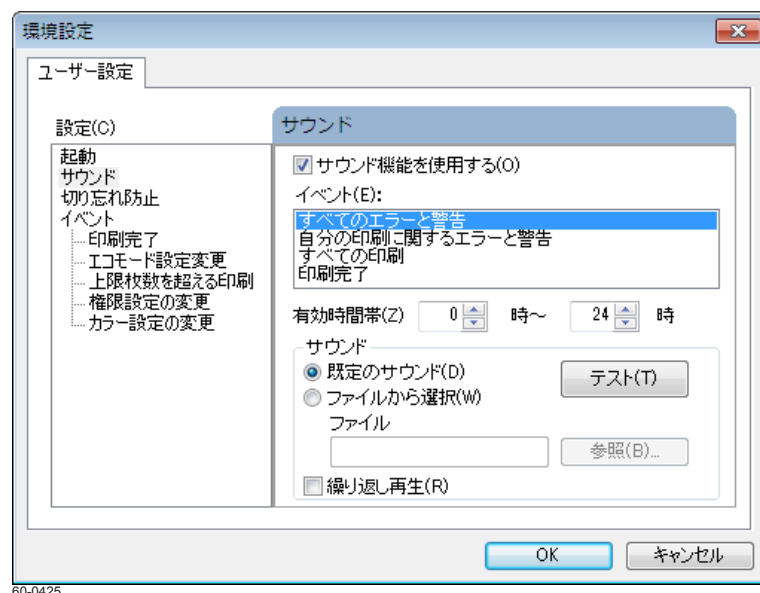 環境設定
ユーザー設定
設定(C)
起動
サウンド
切り忘れ防止
イベント
印刷完了
エコモード設定変更
上限枚数を超える印刷
権限設定の変更
カラー設定の変更
サウンド
サウンド機能を使用する(O)
イベント(E):
すべてのエラーと警告
自分の印刷に関するエラーと警告
すべての印刷
印刷完了
有効時間帯(Z) 0 時～ 24 時
サウンド
既定のサウンド(D)
テスト(T)
ファイルから選択(W)
ファイル
参照(B)...
繰り返し再生(R)
OK キャンセル
60-0425